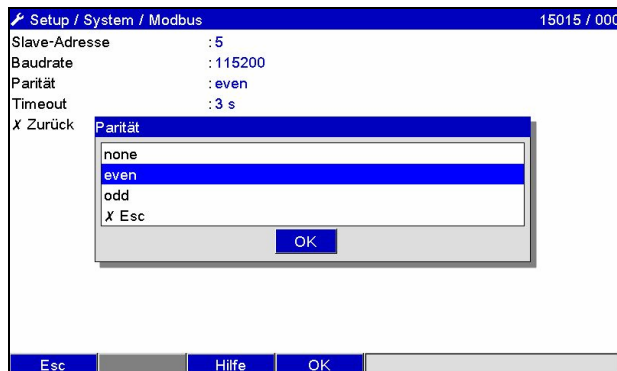 Setup / System / Modbus 15015 / 000
Slave-Adresse : 5
Baudrate : 115200
Parität : even
Timeout : 3 s
X Zurück
Parität
none
even
odd
X Esc
OK
Esc Hilfe OK